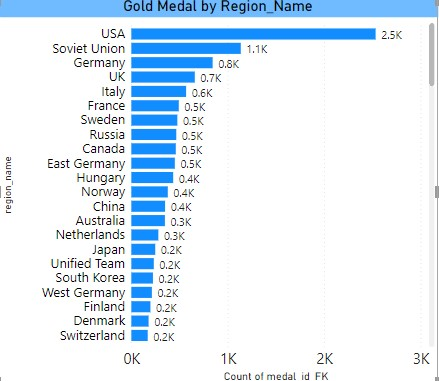 Gold Medal by Region_Name
USA 2.5K
Soviet Union 1.1K
Germany 0.8K
UK 0.7K
Italy 0.6K
France 0.5K
Sweden 0.5K
Russia 0.5K
Canada 0.5K
East Germany 0.5K
Hungary 0.4K
Norway 0.4K
China 0.4K
Australia 0.3K
Netherlands 0.3K
Japan 0.2K
Unified Team 0.2K
South Korea 0.2K
West Germany 0.2K
Finland 0.2K
Denmark 0.2K
Switzerland 0.2K
region_name
0K 1K 2K 3K
Count of medal_id_FK